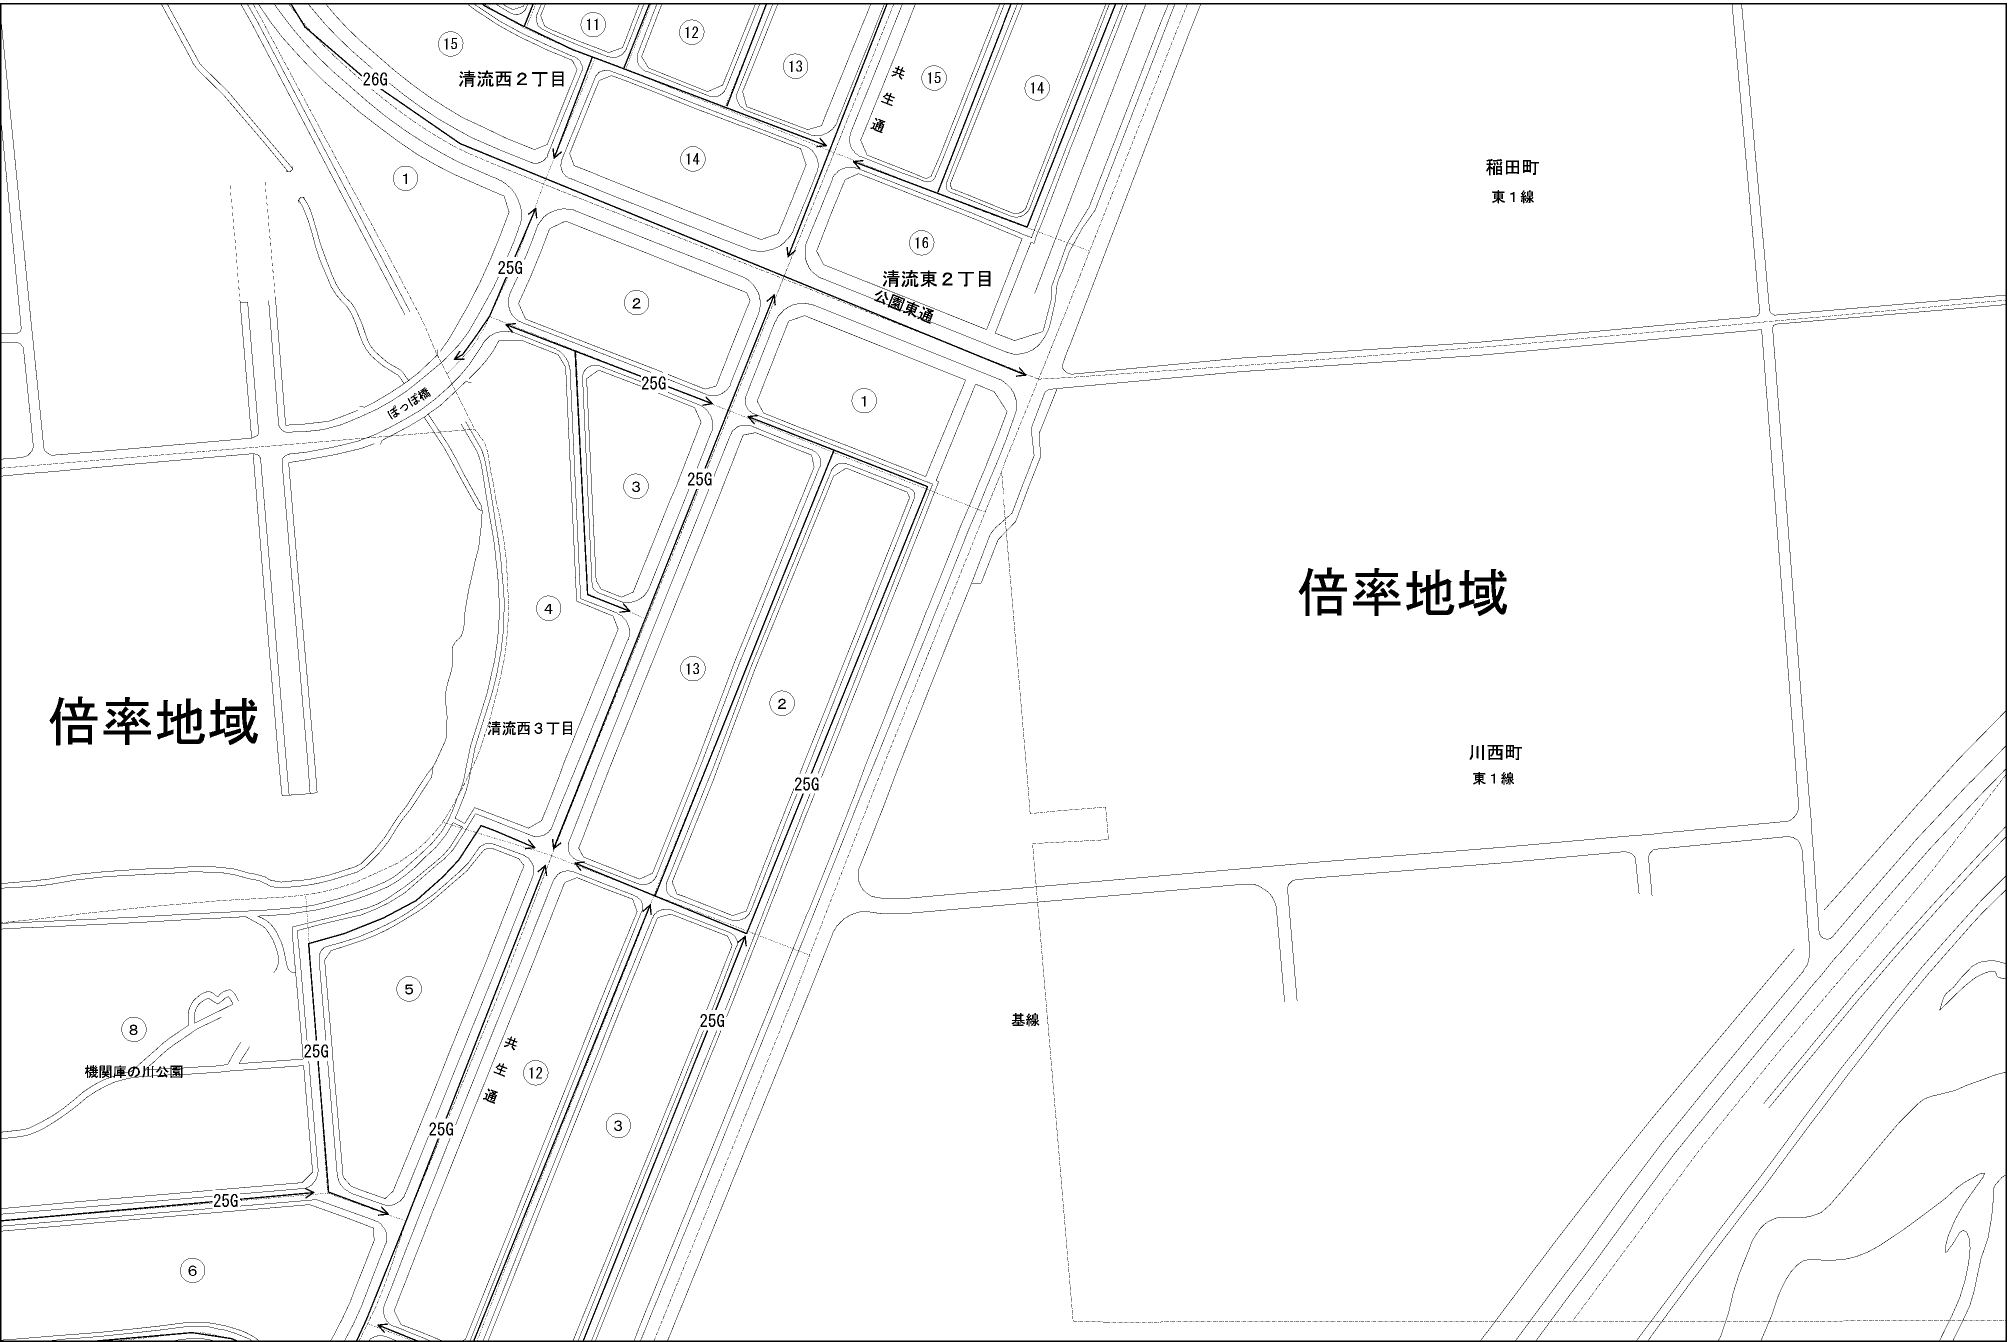 ⑪
⑫
⑮
26G
清流西２丁目
⑬
共生通
⑮
⑭
⑭
①
稲田町
東１線
⑯
清流東２丁目
公園東通
25G
②
25G
①
ぽっぽ橋
③
25G
倍率地域
④
⑬
②
倍率地域
清流西３丁目
川西町
東１線
25G
⑤
⑧
基線
25G
25G
共生通
機関庫の川公園
⑫
③
25G
25G
⑥